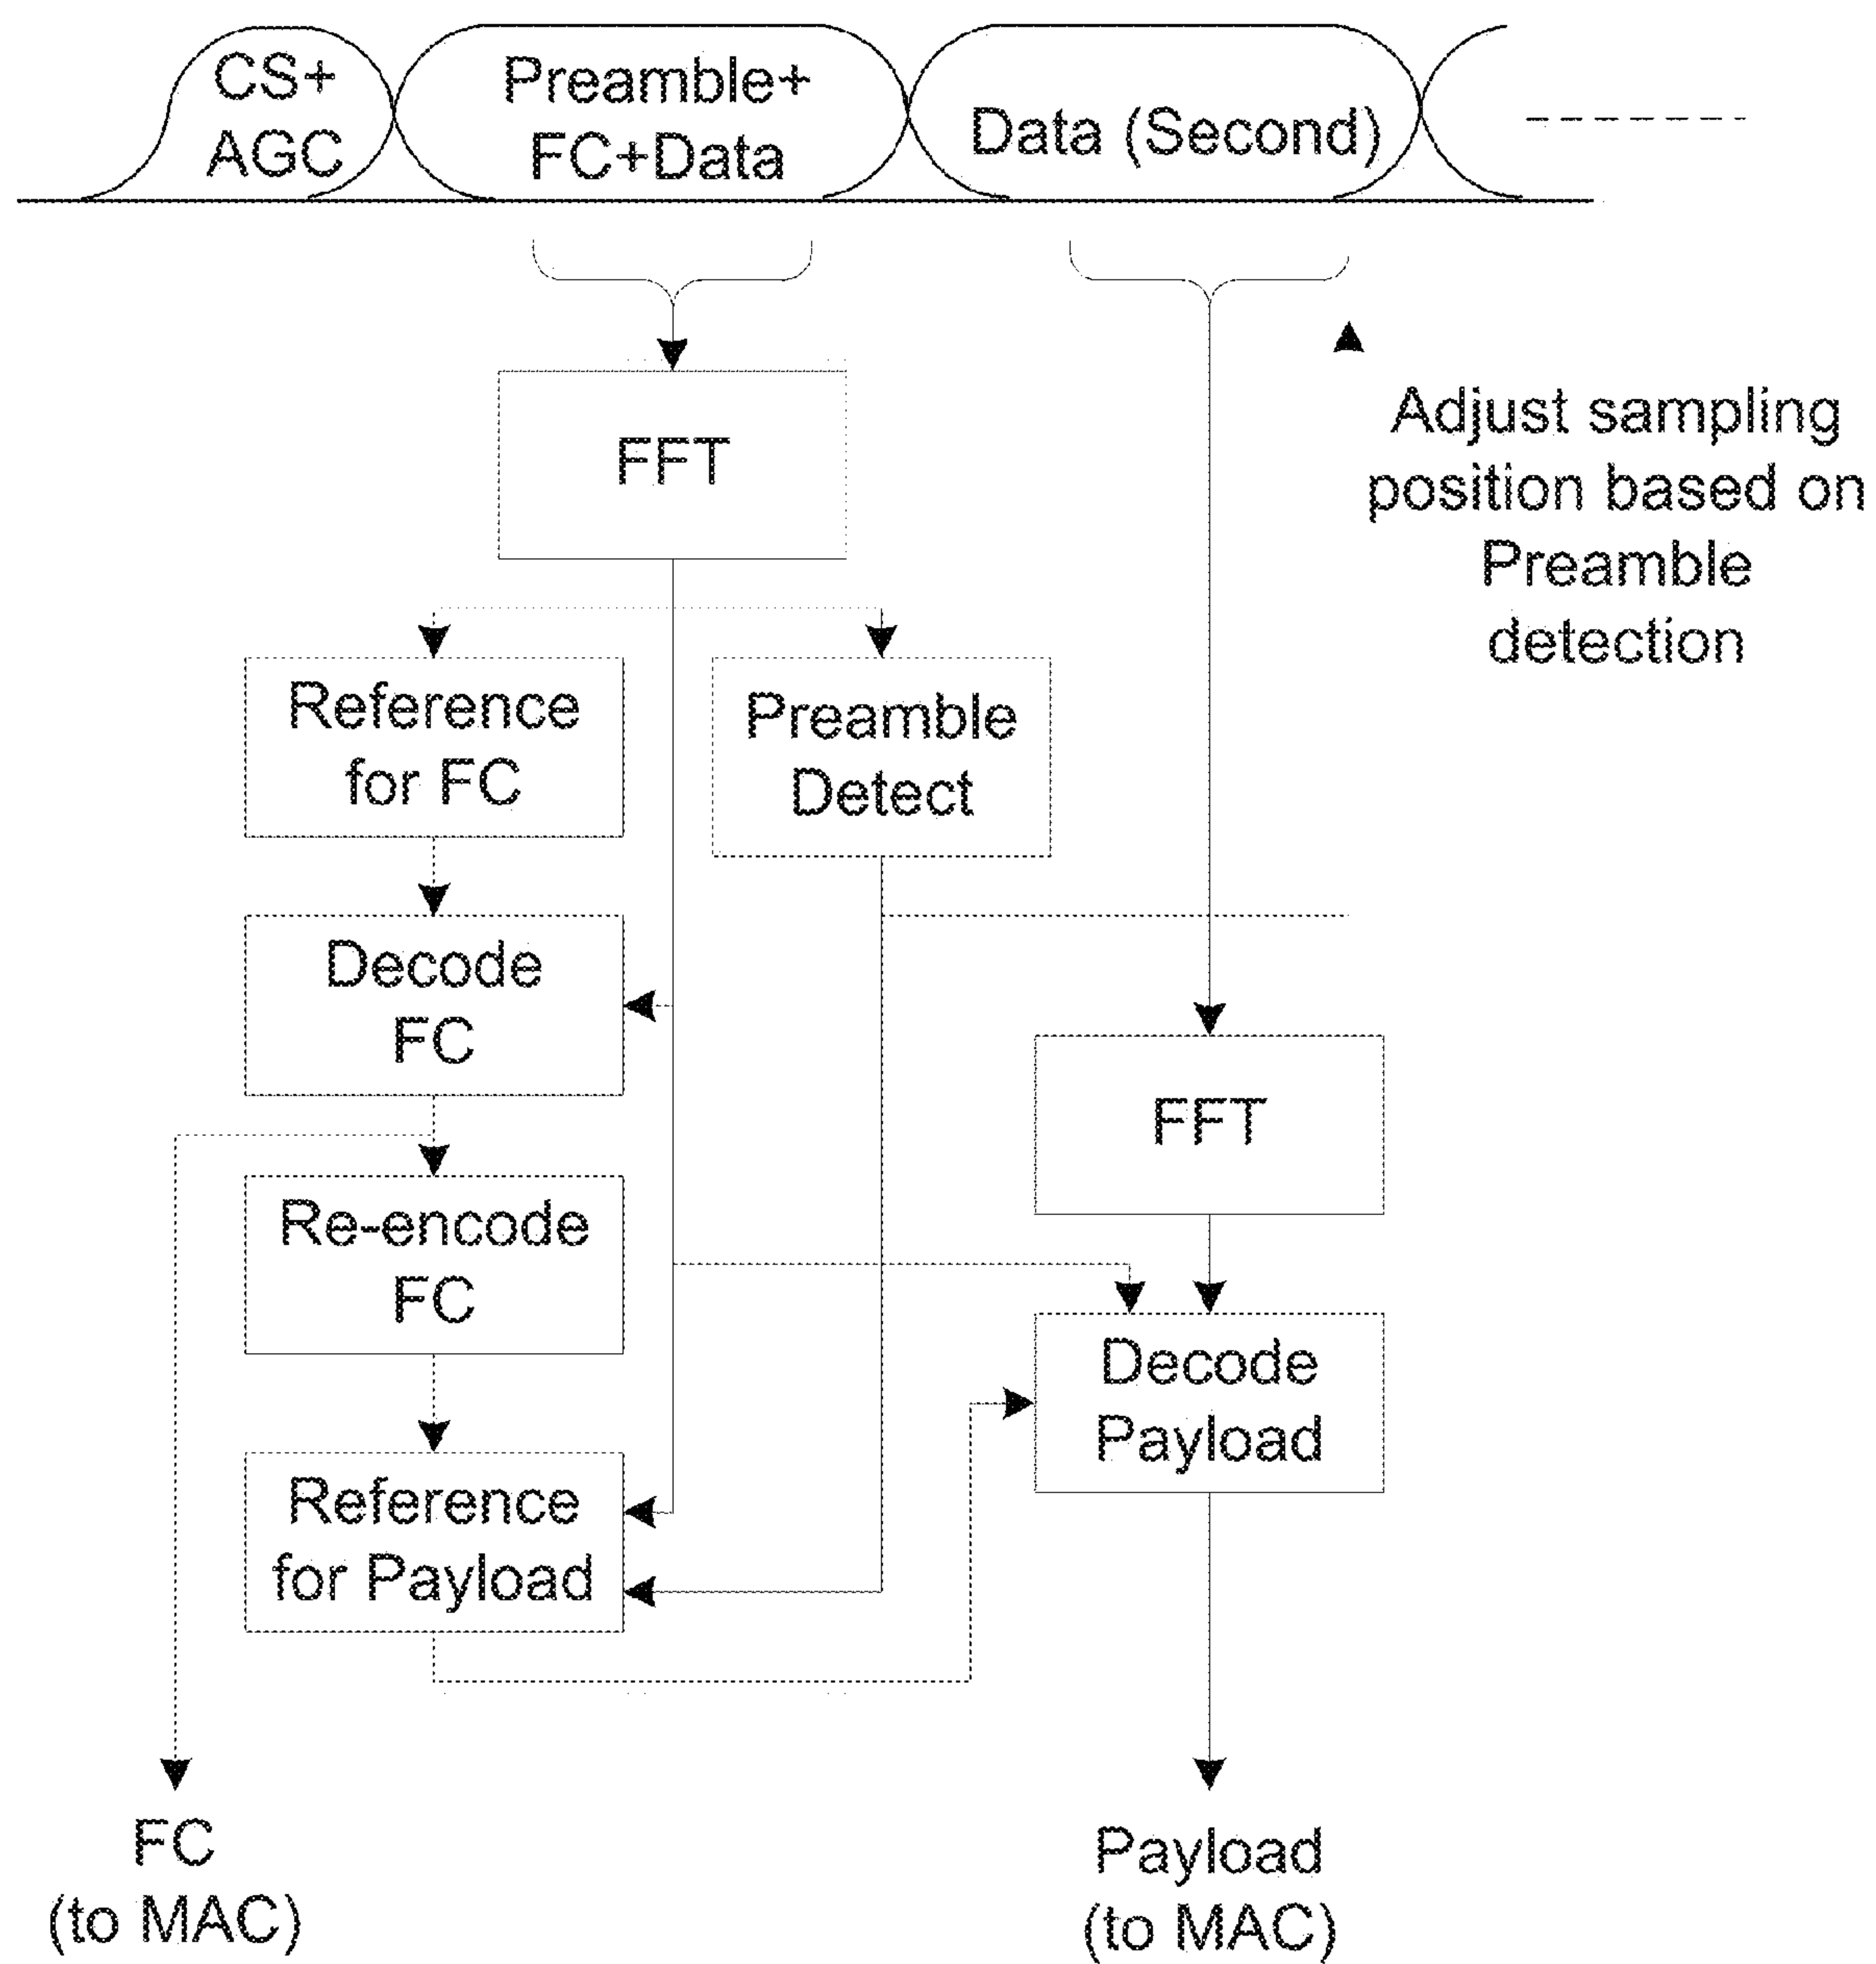 CS+
AGC
Preamble+
FC+Data
Data (Second)
FFT
Adjust sampling
position based on
Preamble
detection
Reference
for FC
Preamble
Detect
Decode
FC
FFT
Re-encode
FC
Decode
Payload
Reference
for Payload
FC
(to MAC)
Payload
(to MAC)